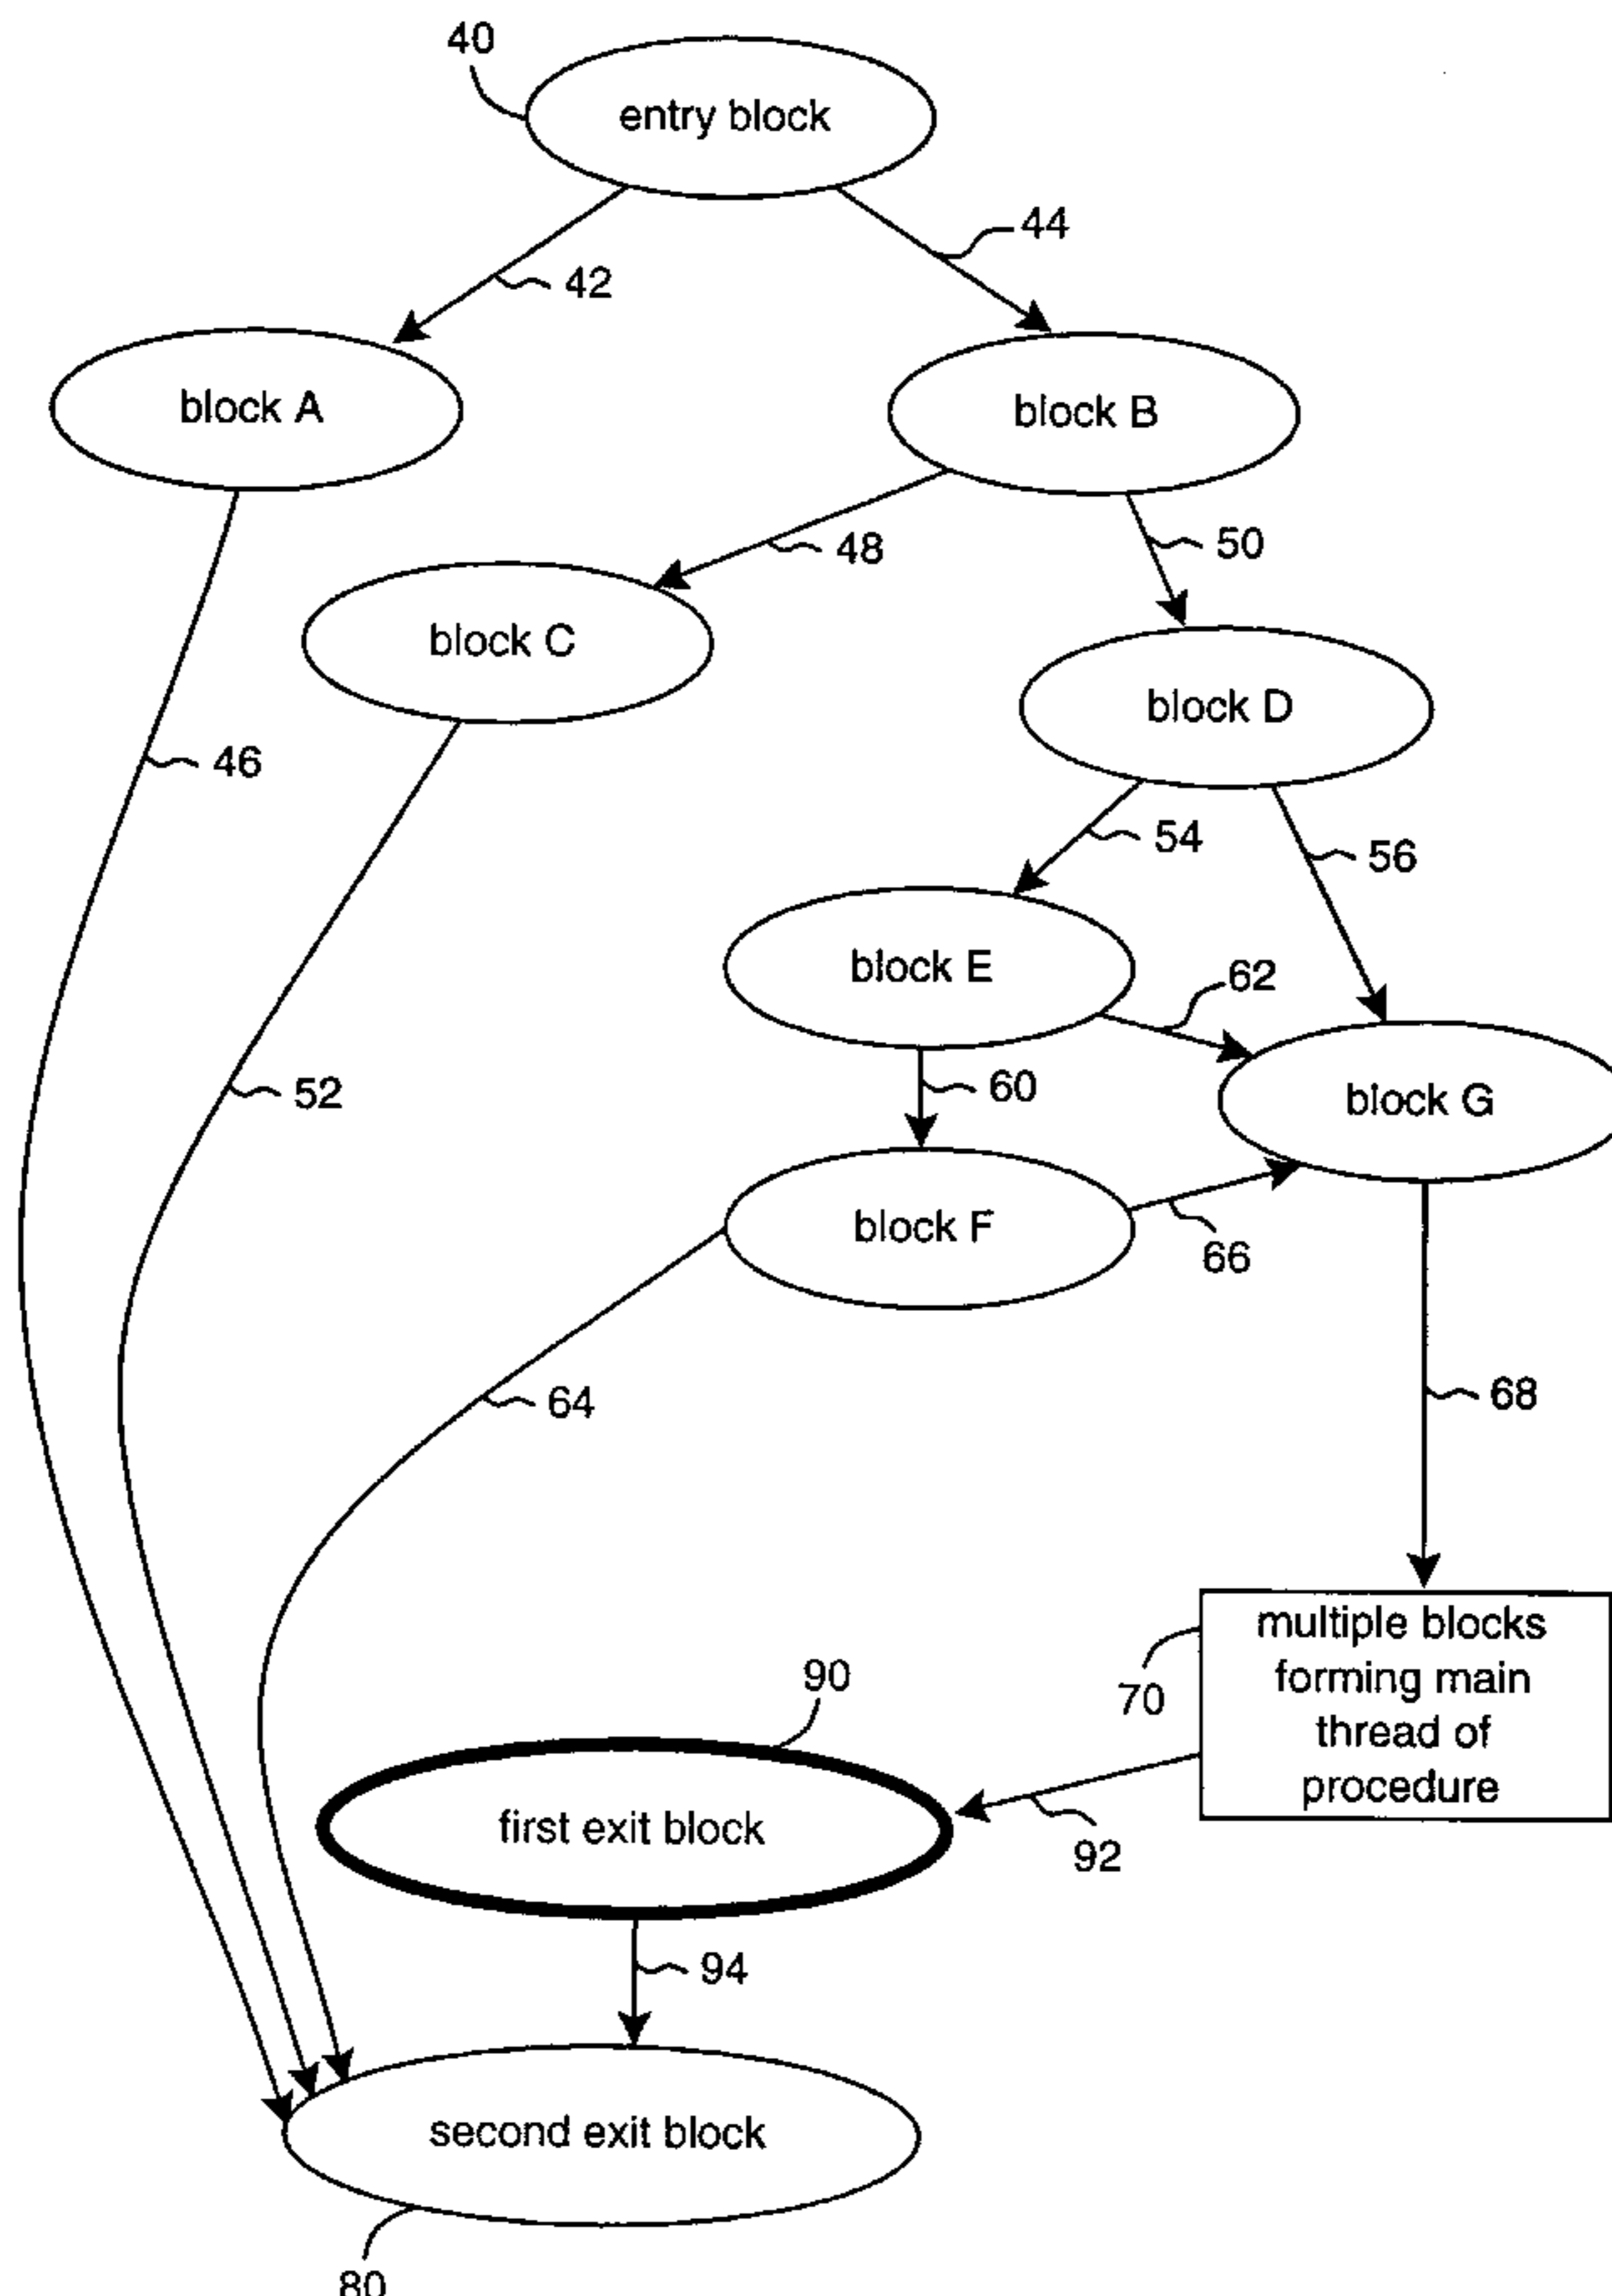 40
entry block
44
42
block A
block B
48
50
block C
block D
46
54
56
block E
62
52
60
block G
block F
66
64
68
multiple blocks
forming main
thread of
procedure
70
90
first exit block
92
94
second exit block
80